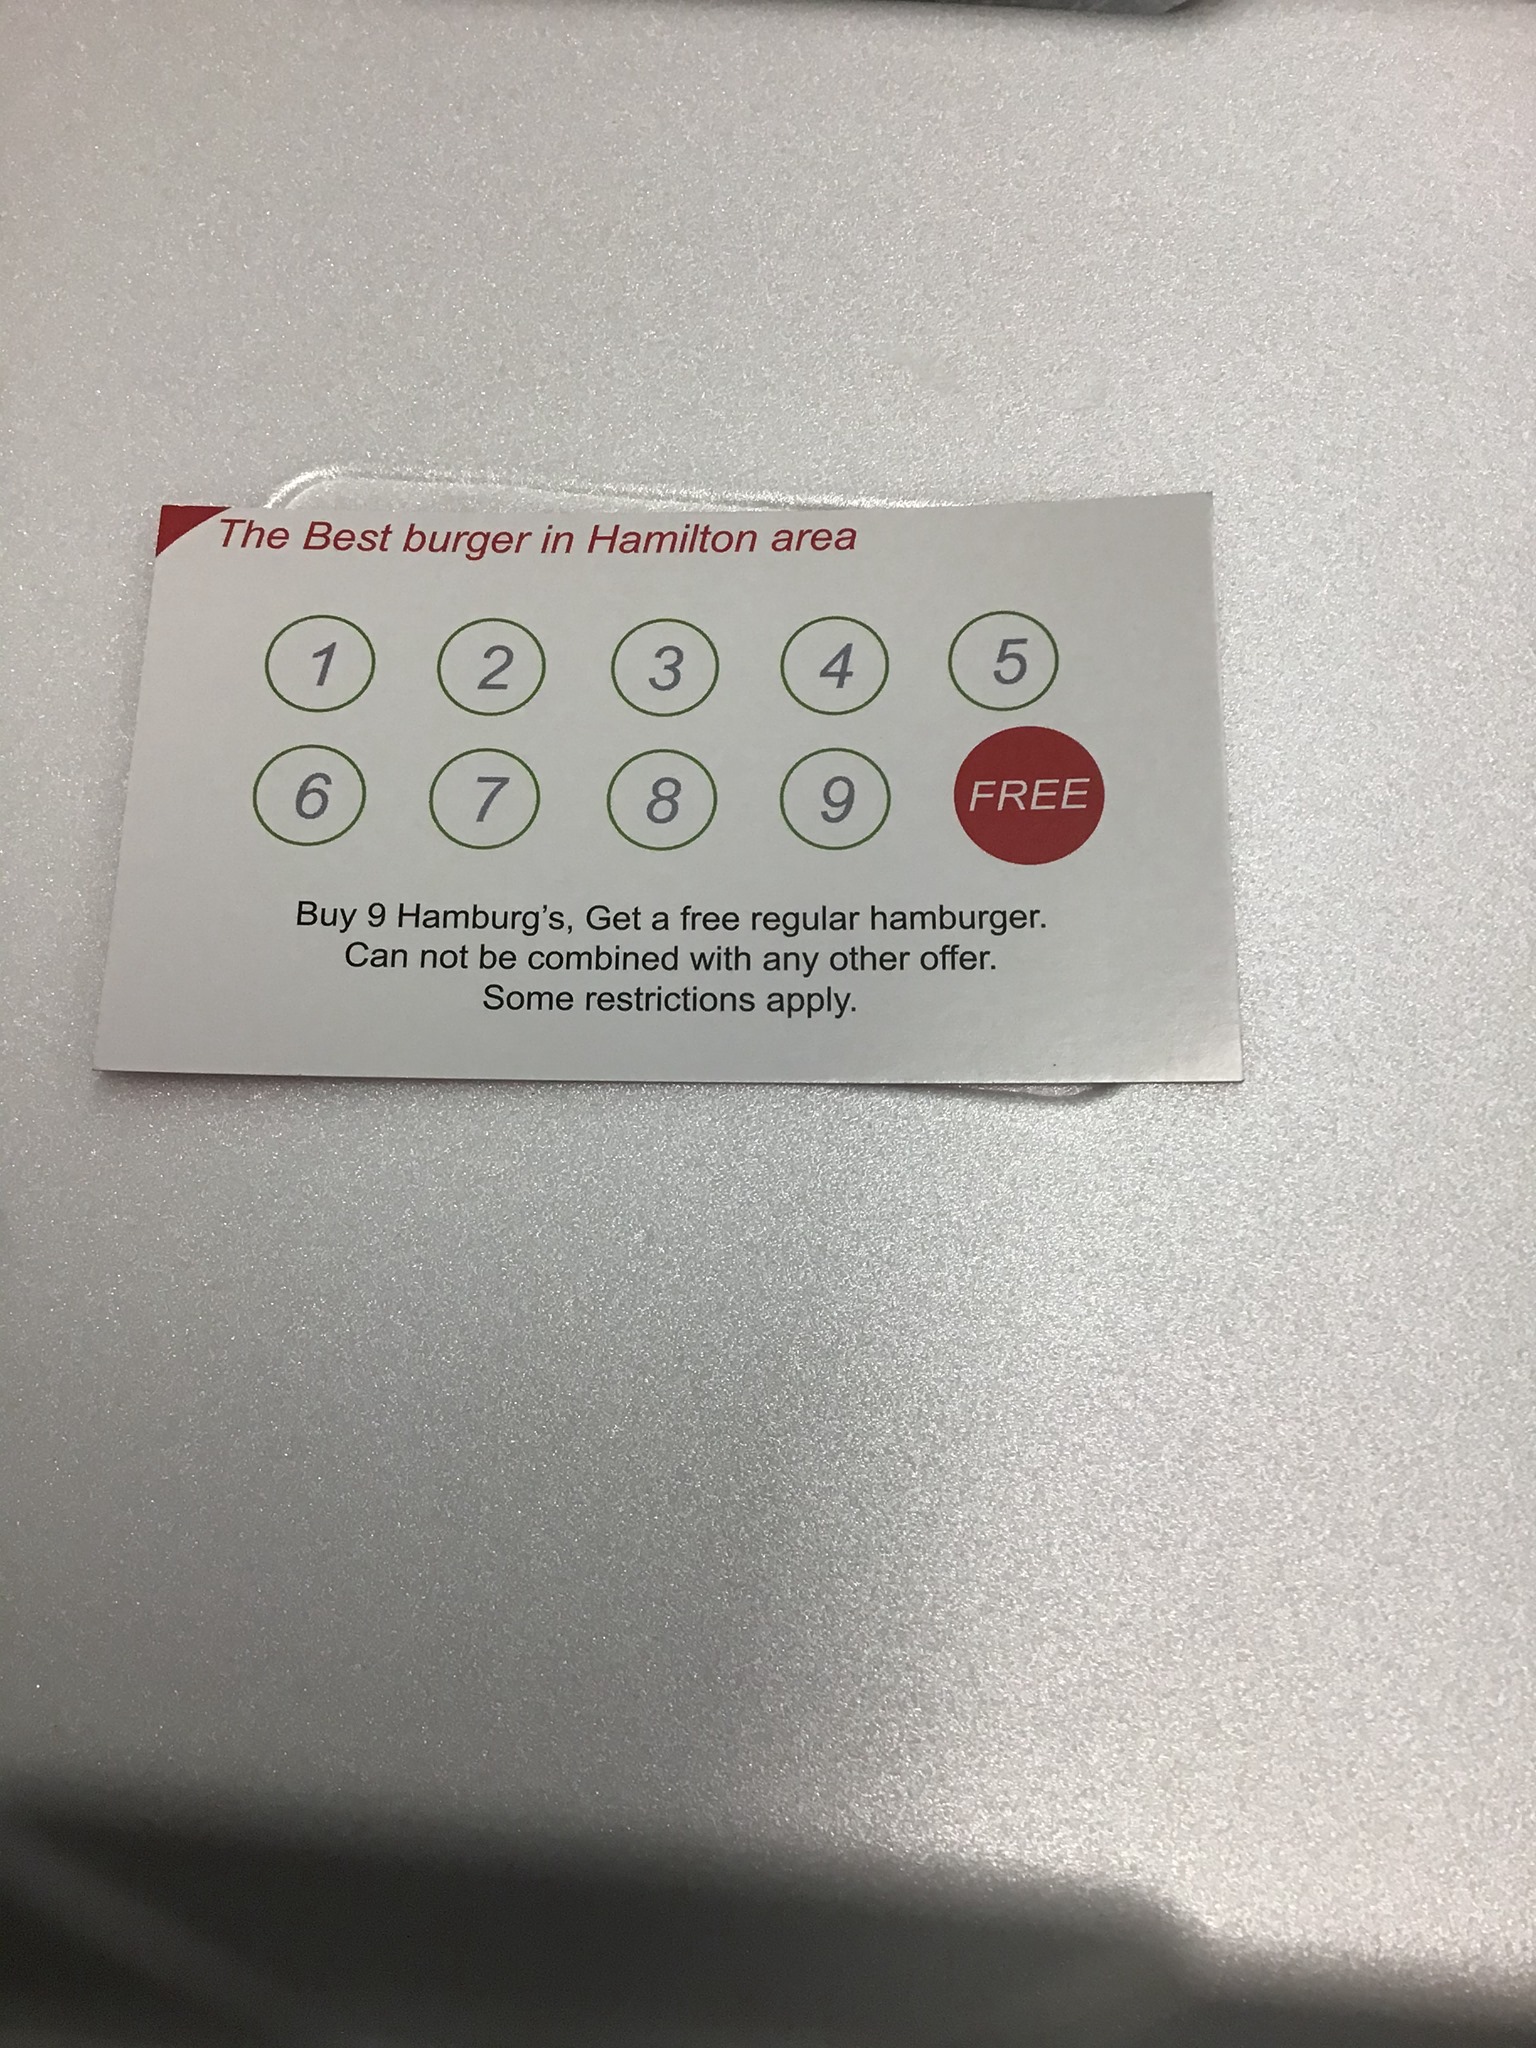 The Best burger in Hamilton area
1 2 3 4 5
6 7 8 9 FREE
Buy 9 Hamburg's, Get a free regular hamburger.
Can not be combined with any other offer.
Some restrictions apply.